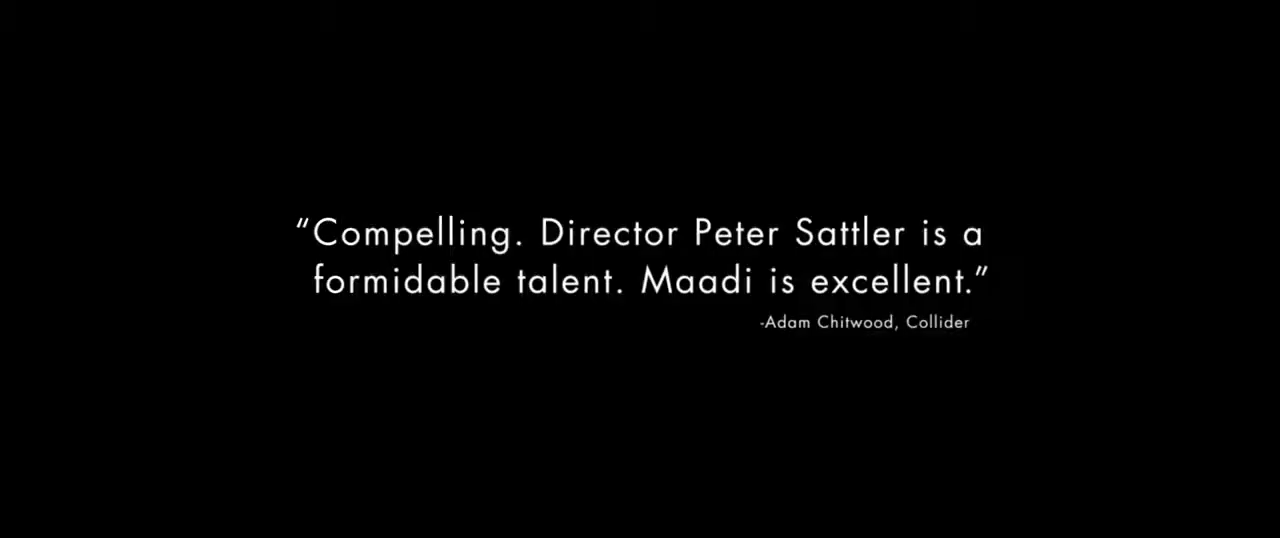 “Compelling. Director Peter Sattler is a
formidable talent. Maadi is excellent.”
-Adam Chitwood, Collider